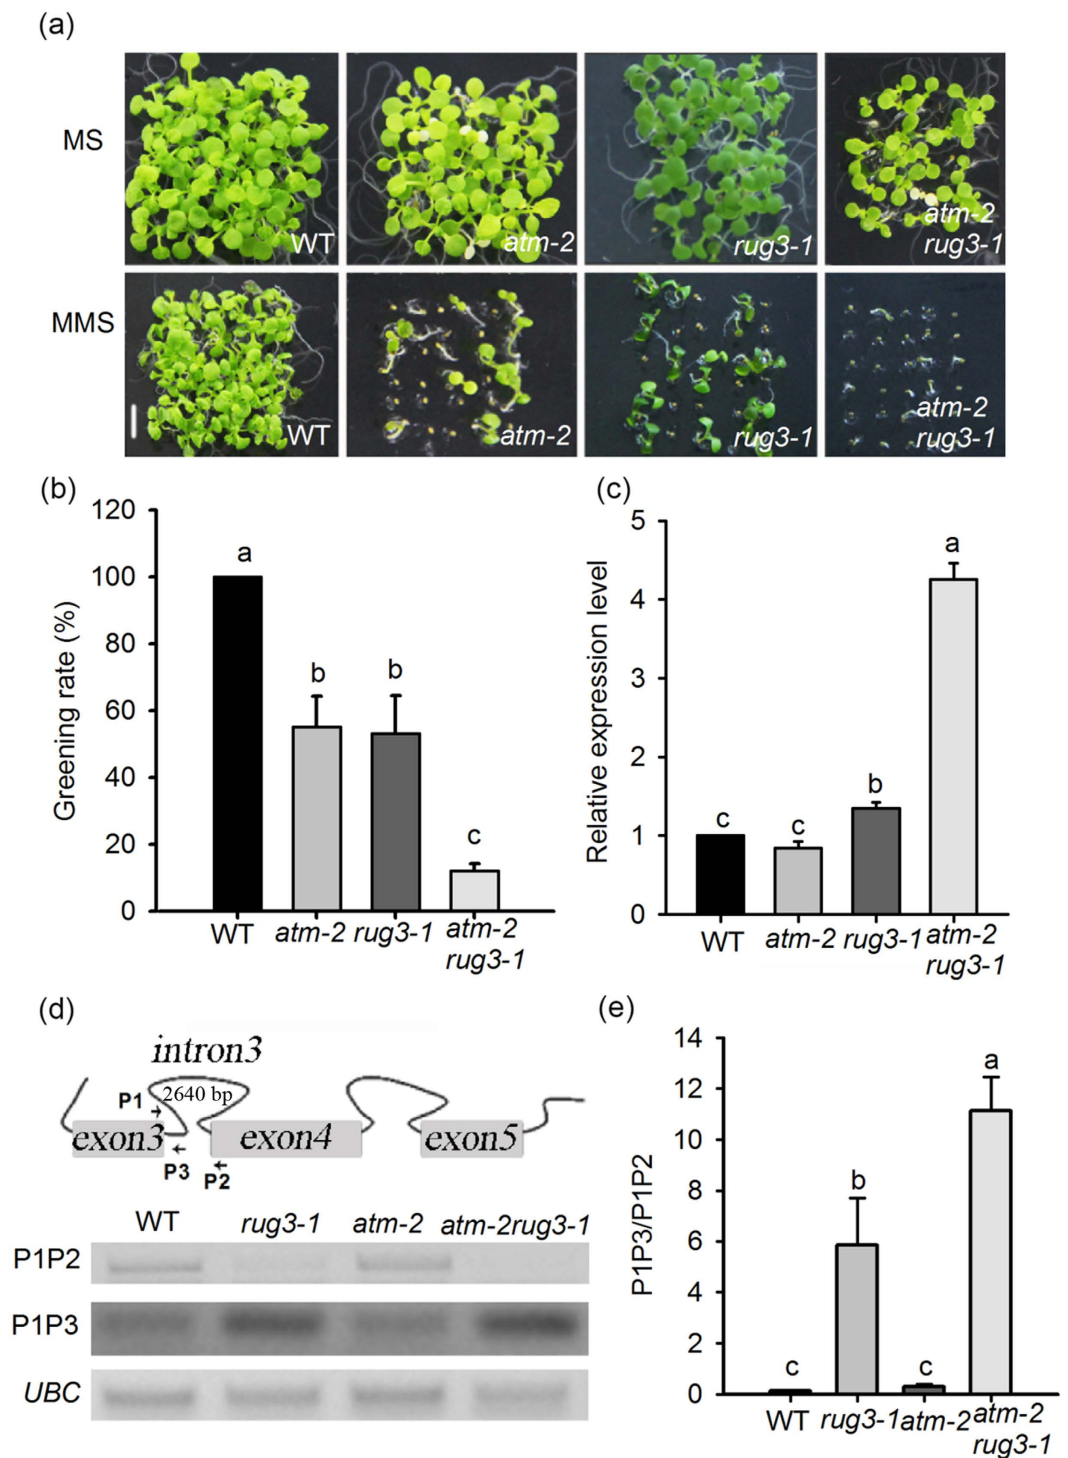 (a)
MS
WT
atm-2
rug3-1
atm-2
rug3-1
MMS
WT
atm-2
rug3-1
atm-2
rug3-1
(b)
120
100
80
60
40
20
0
Greening rate (%)
a
b
b
c
WT
atm-2
rug3-1
atm-2
rug3-1
(c)
5
4
3
2
1
0
Relative expression level
c
c
b
a
WT
atm-2
rug3-1
atm-2
rug3-1
(d)
intron3
2640 bp
P1
exon3
exon4
exon5
P3
P2
WT
rug3-1
atm-2
atm-2rug3-1
P1P2
P1P3
UBC
(e)
14
12
10
8
6
4
2
0
P1P3/P1P2
c
b
c
a
WT
rug3-1
atm-2
atm-2
rug3-1